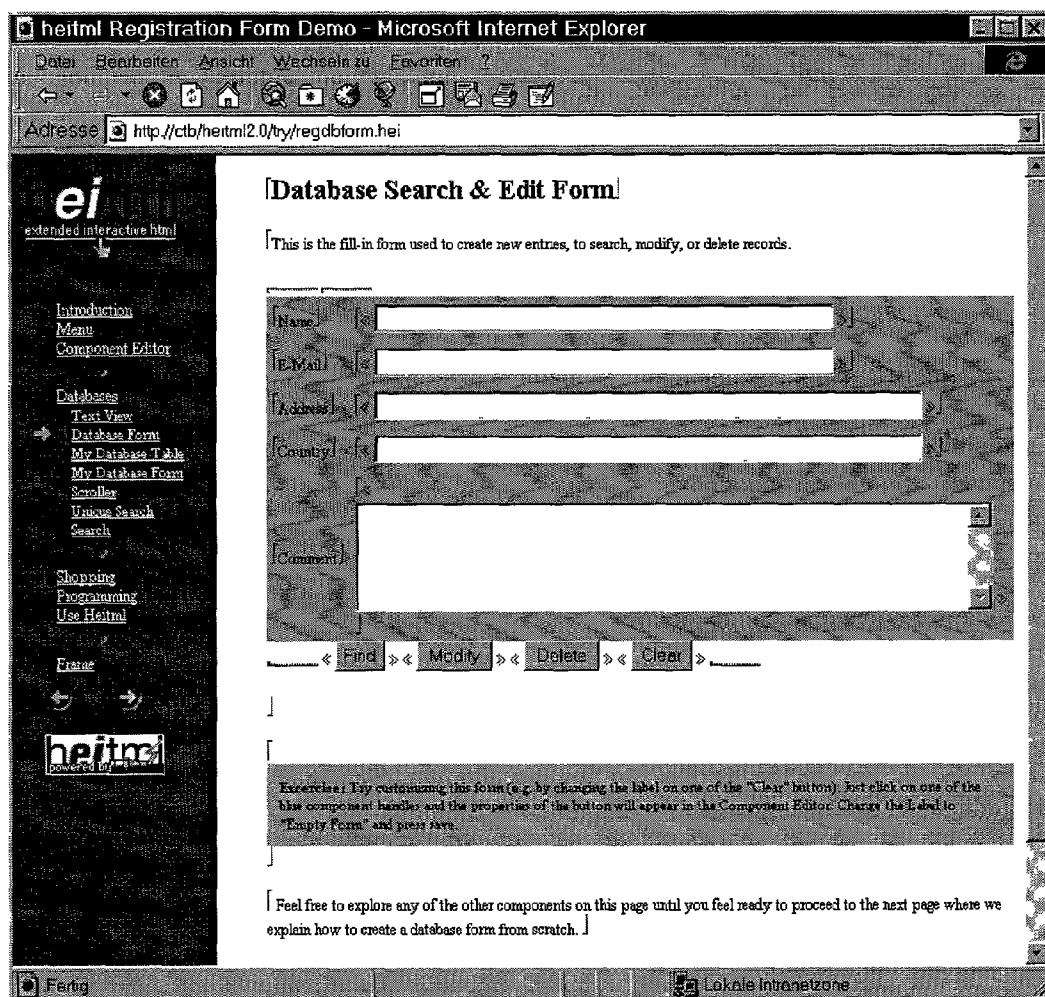 heitml Registration Form Demo - Microsoft Internet Explorer
Datei Bearbeiten Ansicht Wechseln zu Favoriten ?
Adresse http://ctb/heitml2.0/try/regdbform.hei
ei
extended interactive html
Introduction
Menu
Component Editor
Databases
Text View
Database Form
My Database Table
My Database Form
Scroller
Unique Search
Search
Shopping
Programming
Use Heitml
Frame
heitml
powered by
Database Search & Edit Form
This is the fill-in form used to create new entries, to search, modify, or delete records.
Name « »
E-Mail « »
Address « »
Country « »
«
Comment »
« Find » « Modify » « Delete » « Clear »
Excercise: Try customizing this form (e.g. by changing the label on one of the "Clear" button). Just click on one of the
blue component handles and the properties of the button will appear in the Component Editor. Change the Label to
"Empty Form" and press save.
Feel free to explore any of the other components on this page until you feel ready to proceed to the next page where we
explain how to create a database form from scratch.
Fertig Lokale Intranetzone